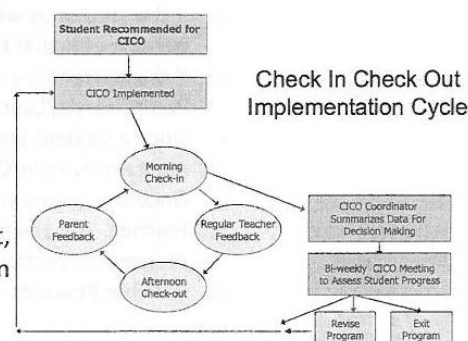 Student Recommended for
CICO
CICO Implemented
Check In Check Out
Implementation Cycle
Morning
Check-in
Parent
Feedback
Regular Teacher
Feedback
Afternoon
Check-out
CICO Coordinator
Summarizes Data For
Decision Making
Bi-weekly CICO Meeting
to Assess Student Progress
Revise
Program
Exit
Program